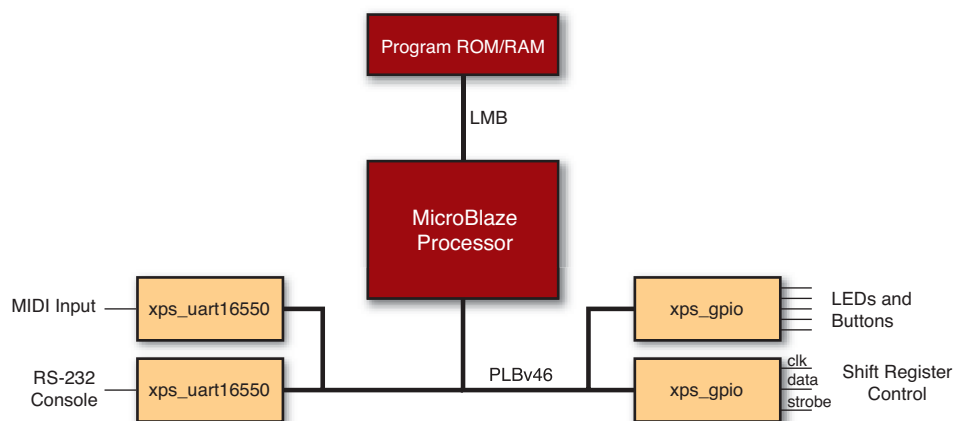 Program ROM/RAM
LMB
MicroBlaze
Processor
MIDI Input
xps_uart16550
xps_gpio
LEDs and
Buttons
RS-232
Console
xps_uart16550
PLBv46
xps_gpio
clk
data
strobe
Shift Register
Control